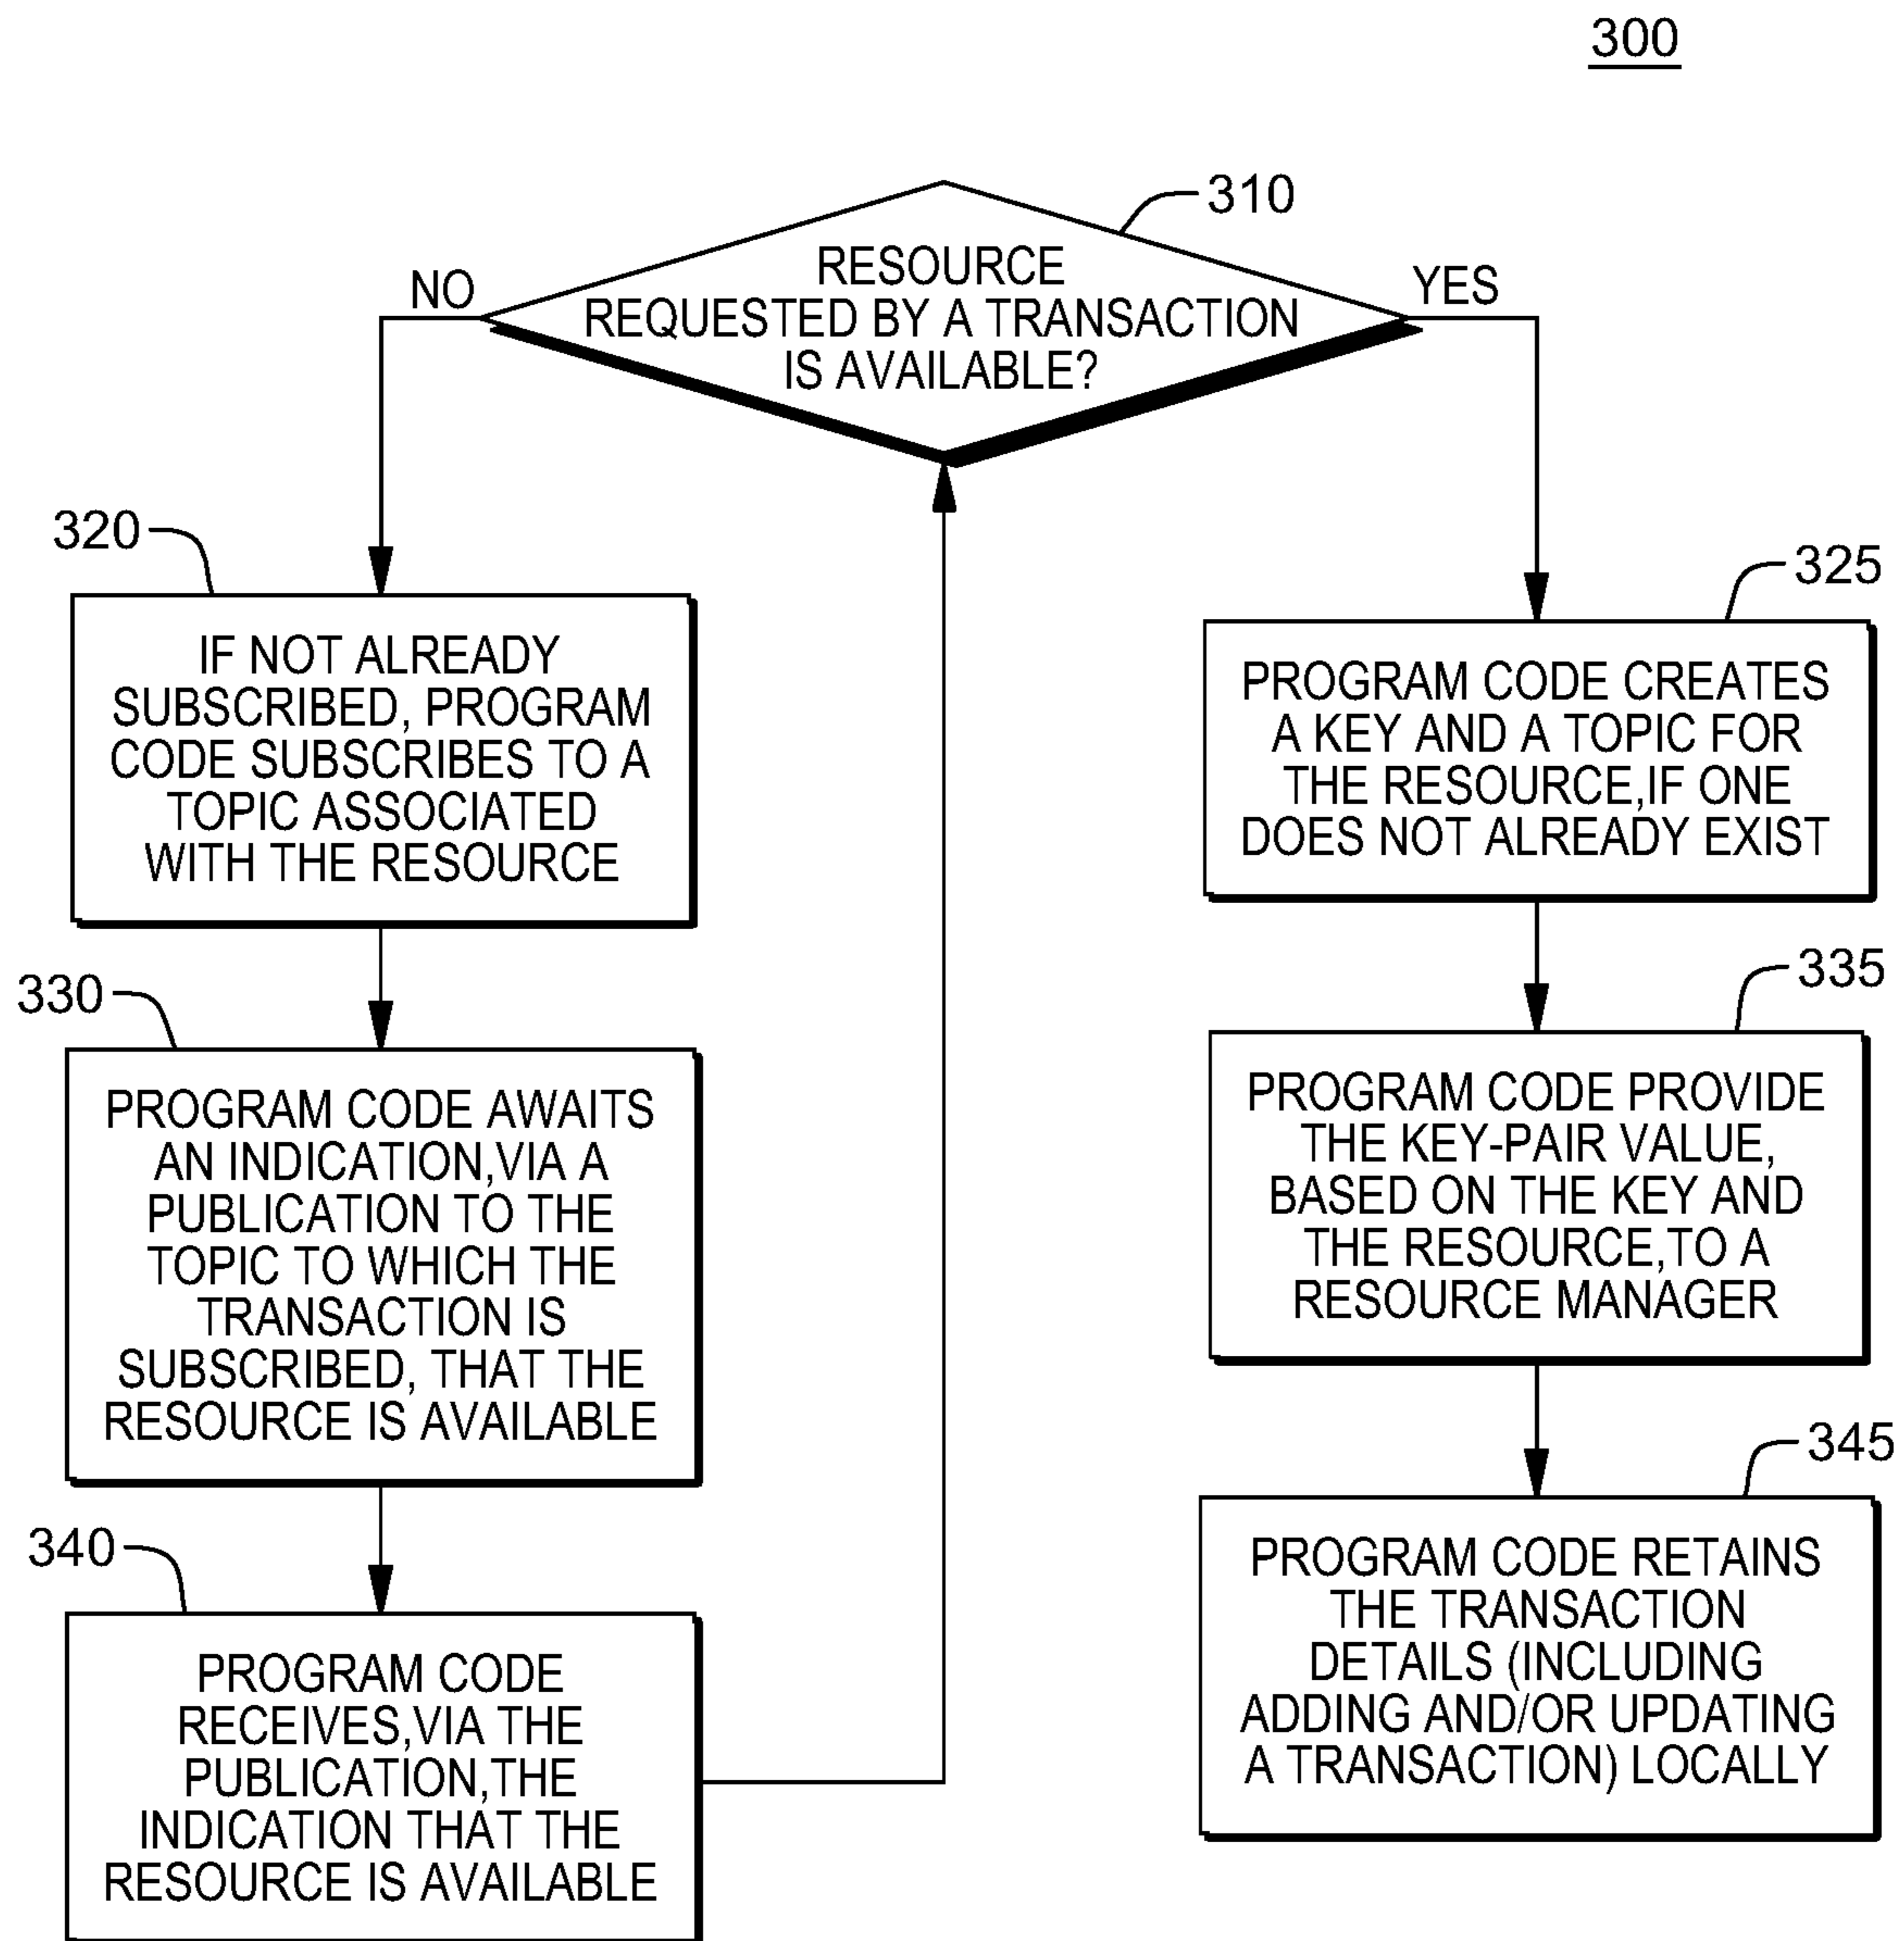 300
310
RESOURCE
REQUESTED BY A TRANSACTION
IS AVAILABLE?
NO
YES
320
IF NOT ALREADY
SUBSCRIBED, PROGRAM
CODE SUBSCRIBES TO A
TOPIC ASSOCIATED
WITH THE RESOURCE
330
PROGRAM CODE AWAITS
AN INDICATION,VIA A
PUBLICATION TO THE
TOPIC TO WHICH THE
TRANSACTION IS
SUBSCRIBED, THAT THE
RESOURCE IS AVAILABLE
340
PROGRAM CODE
RECEIVES,VIA THE
PUBLICATION,THE
INDICATION THAT THE
RESOURCE IS AVAILABLE
325
PROGRAM CODE CREATES
A KEY AND A TOPIC FOR
THE RESOURCE,IF ONE
DOES NOT ALREADY EXIST
335
PROGRAM CODE PROVIDE
THE KEY-PAIR VALUE,
BASED ON THE KEY AND
THE RESOURCE,TO A
RESOURCE MANAGER
345
PROGRAM CODE RETAINS
THE TRANSACTION
DETAILS (INCLUDING
ADDING AND/OR UPDATING
A TRANSACTION) LOCALLY